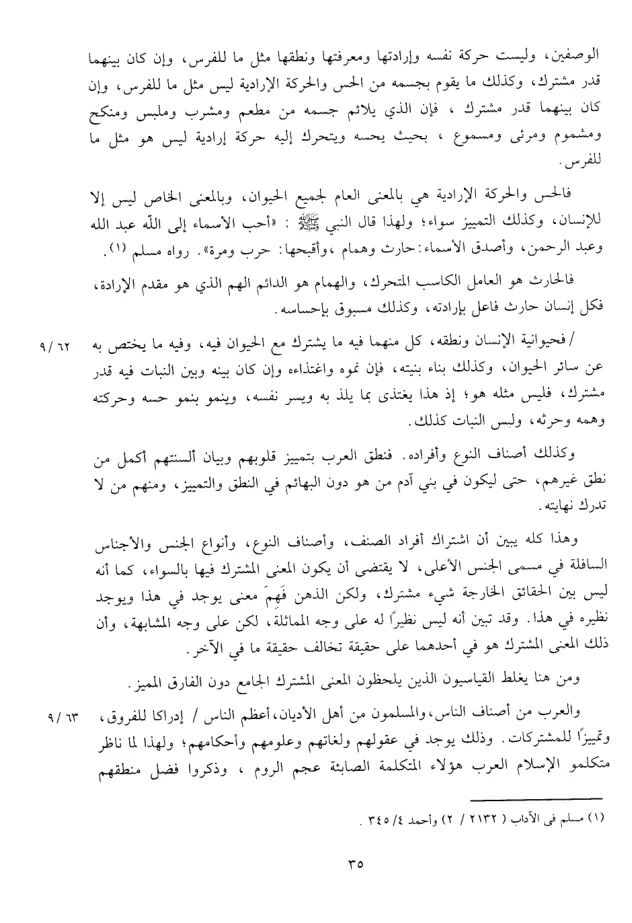 الوصفين، وليست حركة نفسه وإرادتها ومعرفتها ونطقها مثل ما للفرس، وإن كان بينهما
قدر مشترك، وكذلك ما يقوم بجسمه من الحس والحركة الإرادية ليس مثل ما للفرس، وإن
كان بينهما قدر مشترك ، فإن الذي يلائم جسمه من مطعم ومشرب وملبس ومنكح
ومشموم ومرئى ومسموع ، بحيث يحسه ويتحرك إليه حركة إرادية ليس هو مثل ما
للفرس.
فالحس والحركة الإرادية هي بالمعنى العام لجميع الحيوان، وبالمعنى الخاص ليس إلا
للإنسان، وكذلك التمييز سواء؛ ولهذا قال النبي ﷺ : «أحب الأسماء إلى الله عبد الله
وعبد الرحمن، وأصدق الأسماء: حارث وهمام ،وأقبحها: حرب ومرة». رواه مسلم (١).
فالحارث هو العامل الكاسب المتحرك، والهمام هو الدائم الهم الذي هو مقدم الإرادة،
فكل إنسان حارث فاعل بإرادته، وكذلك مسبوق بإحساسه.
/ فحيوانية الإنسان ونطقه، كل منهما فيه ما يشترك مع الحيوان فيه، وفيه ما يختص به ٩/٦٢
عن سائر الحيوان، وكذلك بناء بنيته، فإن نموه واغتذاءه وإن كان بينه وبين النبات فيه قدر
مشترك، فليس مثله هو؛ إذ هذا يغتذى بما يلذ به ويسر نفسه، وينمو بنمو حسه وحركته
وهمه وحرثه، وليس النبات كذلك.
وكذلك أصناف النوع وأفراده. فنطق العرب بتمييز قلوبهم وبيان ألسنتهم أكمل من
نطق غيرهم، حتى ليكون في بني آدم من هو دون البهائم في النطق والتمييز، ومنهم من لا
تدرك نهايته.
وهذا كله يبين أن اشتراك أفراد الصنف، وأصناف النوع، وأنواع الجنس والأجناس
السافلة في مسمى الجنس الأعلى، لا يقتضى أن يكون المعنى المشترك فيها بالسواء، كما أنه
ليس بين الحقائق الخارجة شيء مشترك، ولكن الذهن فَهِمَ معنى يوجد في هذا ويوجد
نظيره في هذا. وقد تبين أنه ليس نظيرًا له على وجه المماثلة، لكن على وجه المشابهة، وأن
ذلك المعنى المشترك هو في أحدهما على حقيقة تخالف حقيقة ما في الآخر.
ومن هنا يغلط القياسيون الذين يلحظون المعنى المشترك الجامع دون الفارق المميز.
والعرب من أصناف الناس،والمسلمون من أهل الأديان،أعظم الناس / إدراكا للفروق، ٩/٦٣
وتمييزًا للمشتركات. وذلك يوجد في عقولهم ولغاتهم وعلومهم وأحكامهم؛ ولهذا لما ناظر
متكلمو الإسلام العرب هؤلاء المتكلمة الصابئة عجم الروم ، وذكروا فضل منطقهم
(١) مسلم فى الآداب ( ٢١٣٢ / ٢) وأحمد ٤/ ٣٤٥ .
٣٥